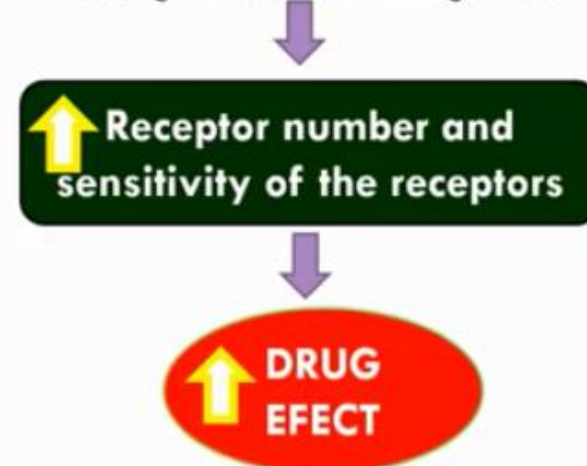 Receptor number and
sensitivity of the receptors
DRUG
EFECT